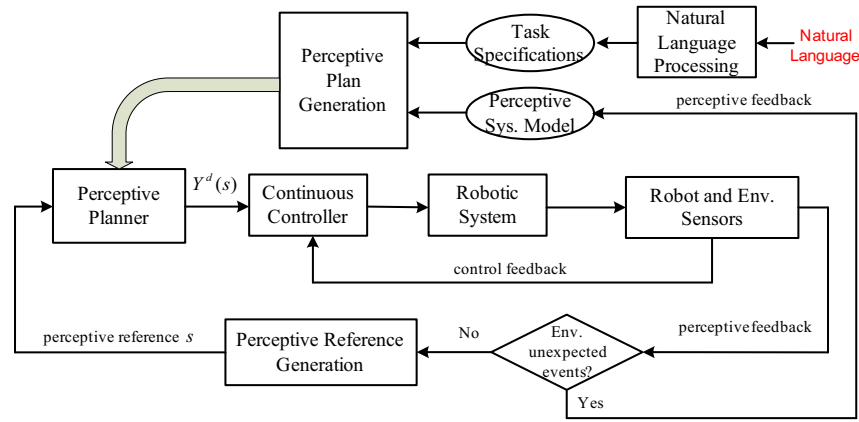 Perceptive
Plan
Generation
Task
Specifications
Natural
Language
Processing
Natural
Language
Perceptive
Sys. Model
perceptive feedback
Perceptive
Planner
Y^d(s)
Continuous
Controller
Robotic
System
Robot and Env.
Sensors
control feedback
perceptive reference s
Perceptive Reference
Generation
No
Env.
unexpected
events?
perceptive feedback
Yes